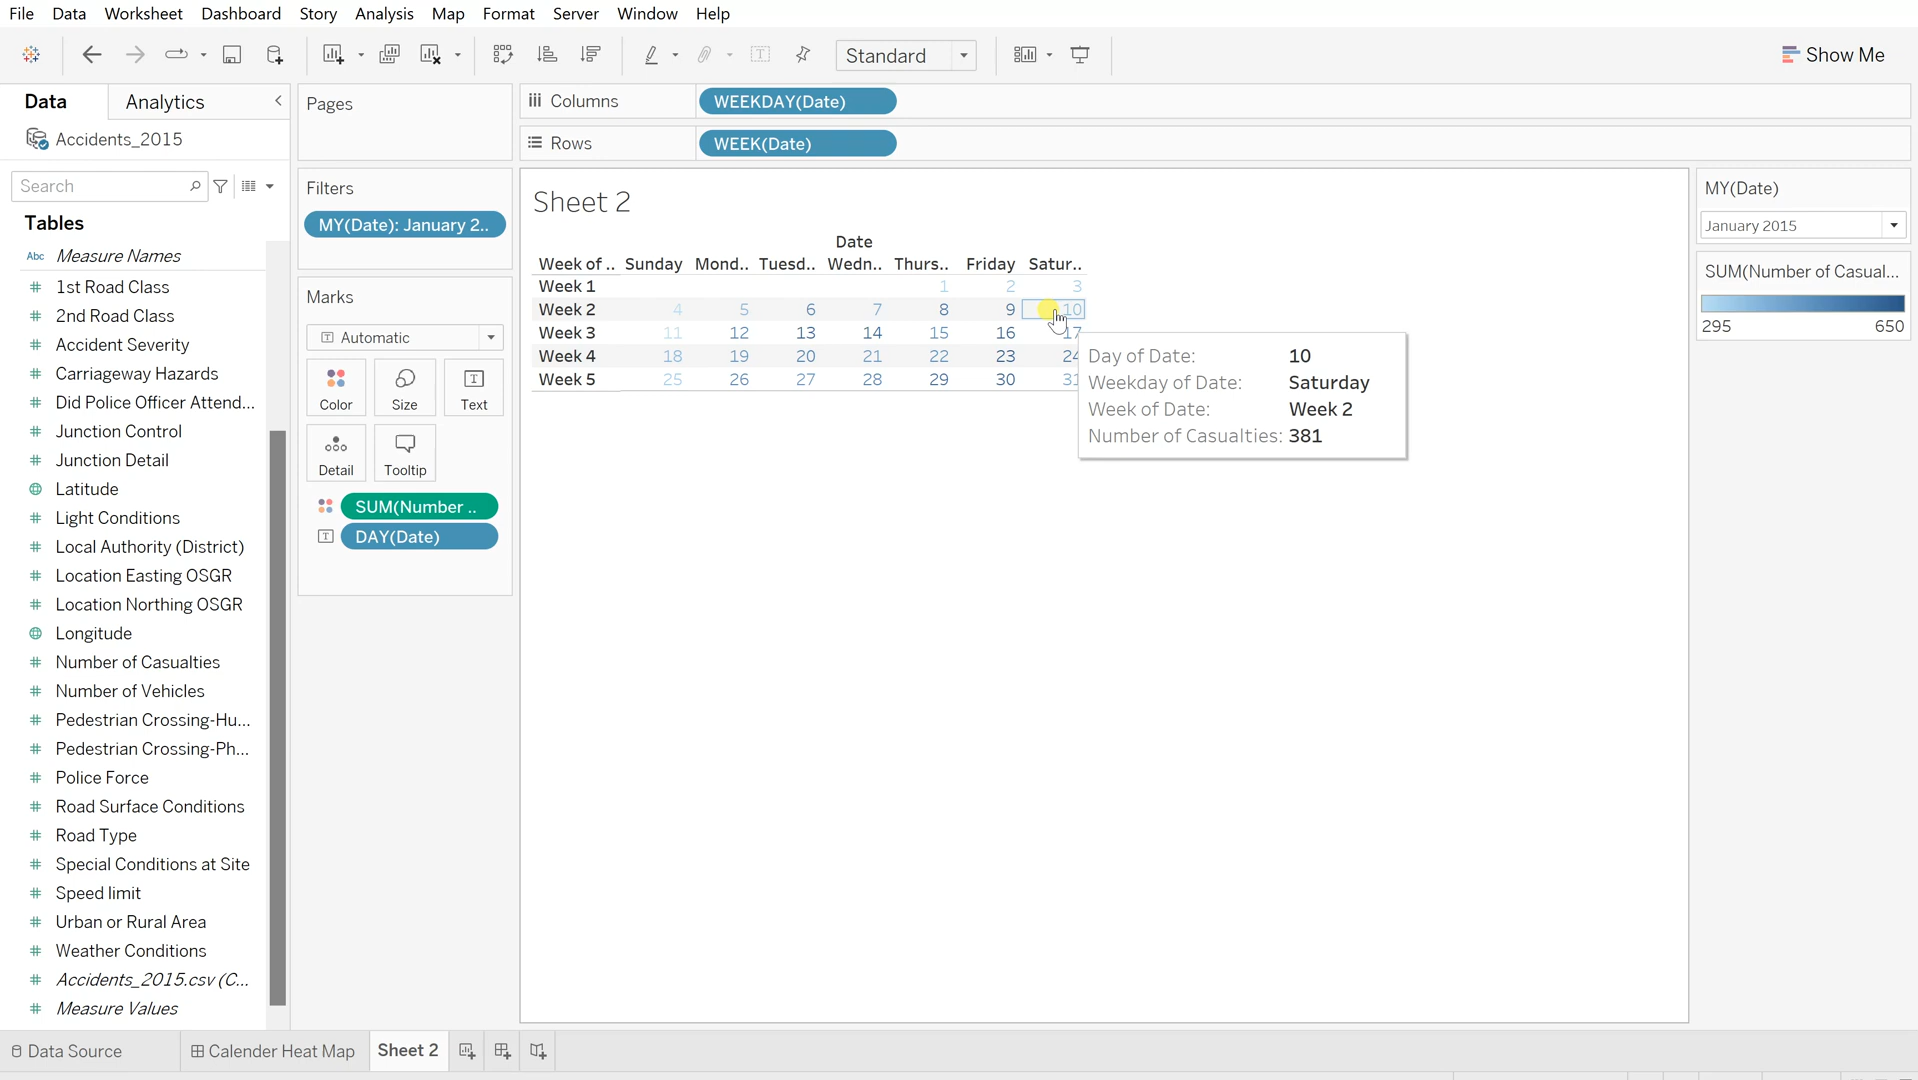 File Data Worksheet Dashboard Story Analysis Map Format Server Window Help
Standard
Show Me
Data Analytics
Accidents_2015
Search
Tables
Abc Measure Names
# 1st Road Class
# 2nd Road Class
# Accident Severity
# Carriageway Hazards
# Did Police Officer Attend...
# Junction Control
# Junction Detail
Latitude
# Light Conditions
# Local Authority (District)
# Location Easting OSGR
# Location Northing OSGR
Longitude
# Number of Casualties
# Number of Vehicles
# Pedestrian Crossing-Hu...
# Pedestrian Crossing-Ph...
# Police Force
# Road Surface Conditions
# Road Type
# Special Conditions at Site
# Speed limit
# Urban or Rural Area
# Weather Conditions
# Accidents_2015.csv (C...
# Measure Values
Pages
Filters
MY(Date): January 2..
Marks
T Automatic
Color Size T Text
Detail Tooltip
SUM(Number ..
T DAY(Date)
Columns WEEKDAY(Date)
Rows WEEK(Date)
Sheet 2
Date
Week of .. Sunday Mond.. Tuesd.. Wedn.. Thurs.. Friday Satur..
Week 1 1 2 3
Week 2 4 5 6 7 8 9 10
Week 3 11 12 13 14 15 16 17
Week 4 18 19 20 21 22 23 24
Week 5 25 26 27 28 29 30 31
Day of Date: 10
Weekday of Date: Saturday
Week of Date: Week 2
Number of Casualties: 381
MY(Date)
January 2015
SUM(Number of Casual...
295 650
Data Source Calender Heat Map Sheet 2